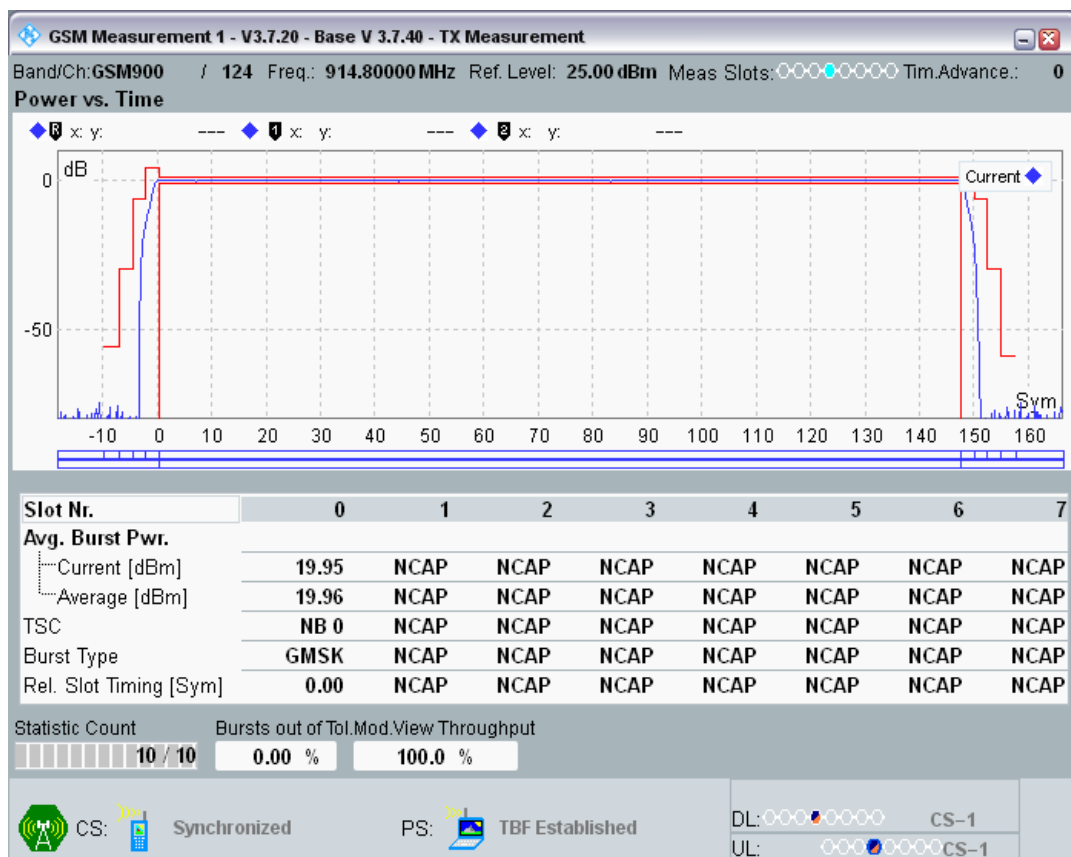 GSM Measurement 1 - V3.7.20 - Base V 3.7.40 - TX Measurement
Band/Ch:GSM900 / 124 Freq.: 914.80000 MHz Ref. Level: 25.00 dBm Meas Slots: Tim.Advance.: 0
Power vs. Time
R x: y: --- 1 x: y: --- 2 x: y: ---
dB
Current
0
-50
Sym
-10 0 10 20 30 40 50 60 70 80 90 100 110 120 130 140 150 160
Slot Nr. 0 1 2 3 4 5 6 7
Avg. Burst Pwr.
Current [dBm] 19.95 NCAP NCAP NCAP NCAP NCAP NCAP NCAP
Average [dBm] 19.96 NCAP NCAP NCAP NCAP NCAP NCAP NCAP
TSC NB 0 NCAP NCAP NCAP NCAP NCAP NCAP NCAP
Burst Type GMSK NCAP NCAP NCAP NCAP NCAP NCAP NCAP
Rel. Slot Timing [Sym] 0.00 NCAP NCAP NCAP NCAP NCAP NCAP NCAP
Statistic Count Bursts out of Tol.Mod.View Throughput
10 / 10 0.00 % 100.0 %
CS: Synchronized PS: TBF Established
DL: CS-1
UL: CS-1